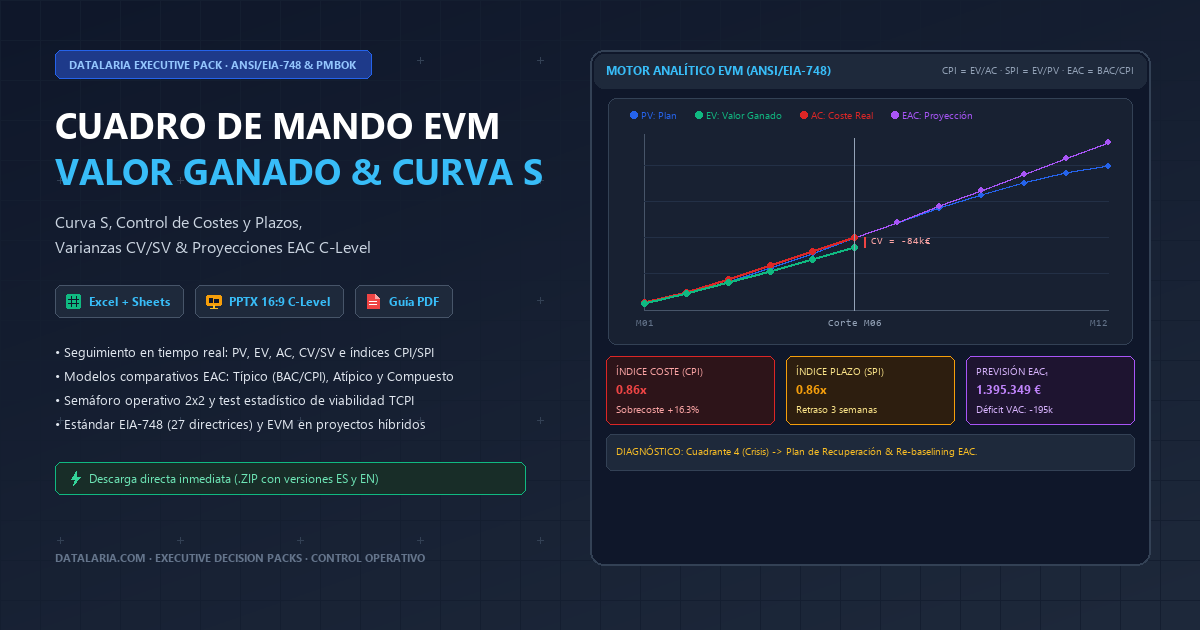 DATALARIA EXECUTIVE PACK · ANSI/EIA-748 & PMBOK
CUADRO DE MANDO EVM
VALOR GANADO & CURVA S
Curva S, Control de Costes y Plazos,
Varianzas CV/SV & Proyecciones EAC C-Level
Excel + Sheets
PPTX 16:9 C-Level
Guía PDF
• Seguimiento en tiempo real: PV, EV, AC, CV/SV e índices CPI/SPI
• Modelos comparativos EAC: Típico (BAC/CPI), Atípico y Compuesto
• Semáforo operativo 2x2 y test estadístico de viabilidad TCPI
• Estándar EIA-748 (27 directrices) y EVM en proyectos híbridos
Descarga directa inmediata (.ZIP con versiones ES y EN)
DATALARIA.COM · EXECUTIVE DECISION PACKS · CONTROL OPERATIVO
MOTOR ANALÍTICO EVM (ANSI/EIA-748)
CPI = EV/AC · SPI = EV/PV · EAC = BAC/CPI
PV: Plan
EV: Valor Ganado
AC: Coste Real
EAC: Proyección
CV = -84k€
M01
Corte M06
M12
ÍNDICE COSTE (CPI)
0.86x
Sobrecoste +16.3%
ÍNDICE PLAZO (SPI)
0.86x
Retraso 3 semanas
PREVISIÓN EAC₁
1.395.349 €
Déficit VAC: -195k
DIAGNÓSTICO: Cuadrante 4 (Crisis) -> Plan de Recuperación & Re-baselining EAC.